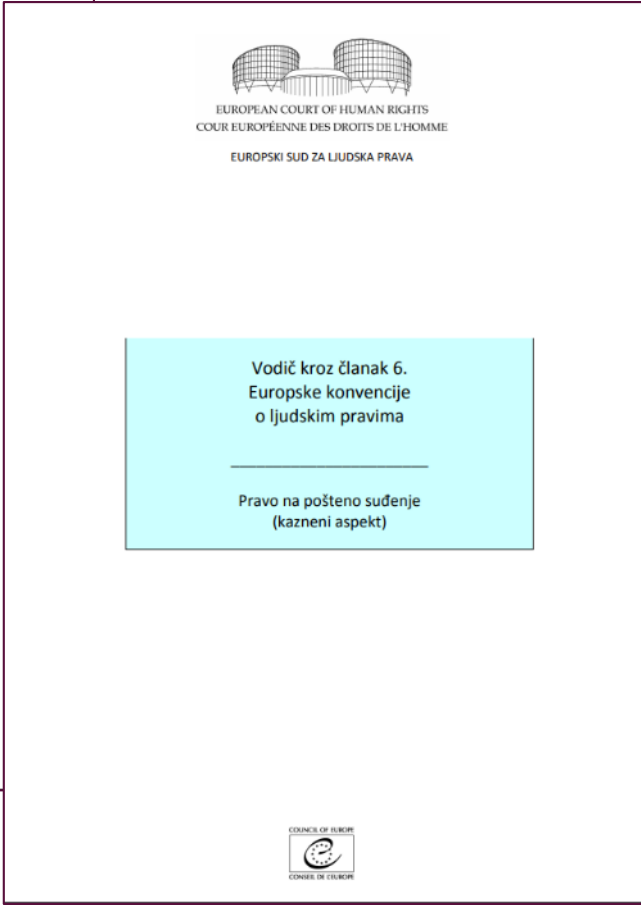 EUROPEAN COURT OF HUMAN RIGHTS
COUR EUROPÉENNE DES DROITS DE L'HOMME
EUROPSKI SUD ZA LJUDSKA PRAVA
Vodič kroz članak 6.
Europske konvencije
o ljudskim pravima
Pravo na pošteno suđenje
(kazneni aspekt)
COUNCIL OF EUROPE
CONSEIL DE L'EUROPE